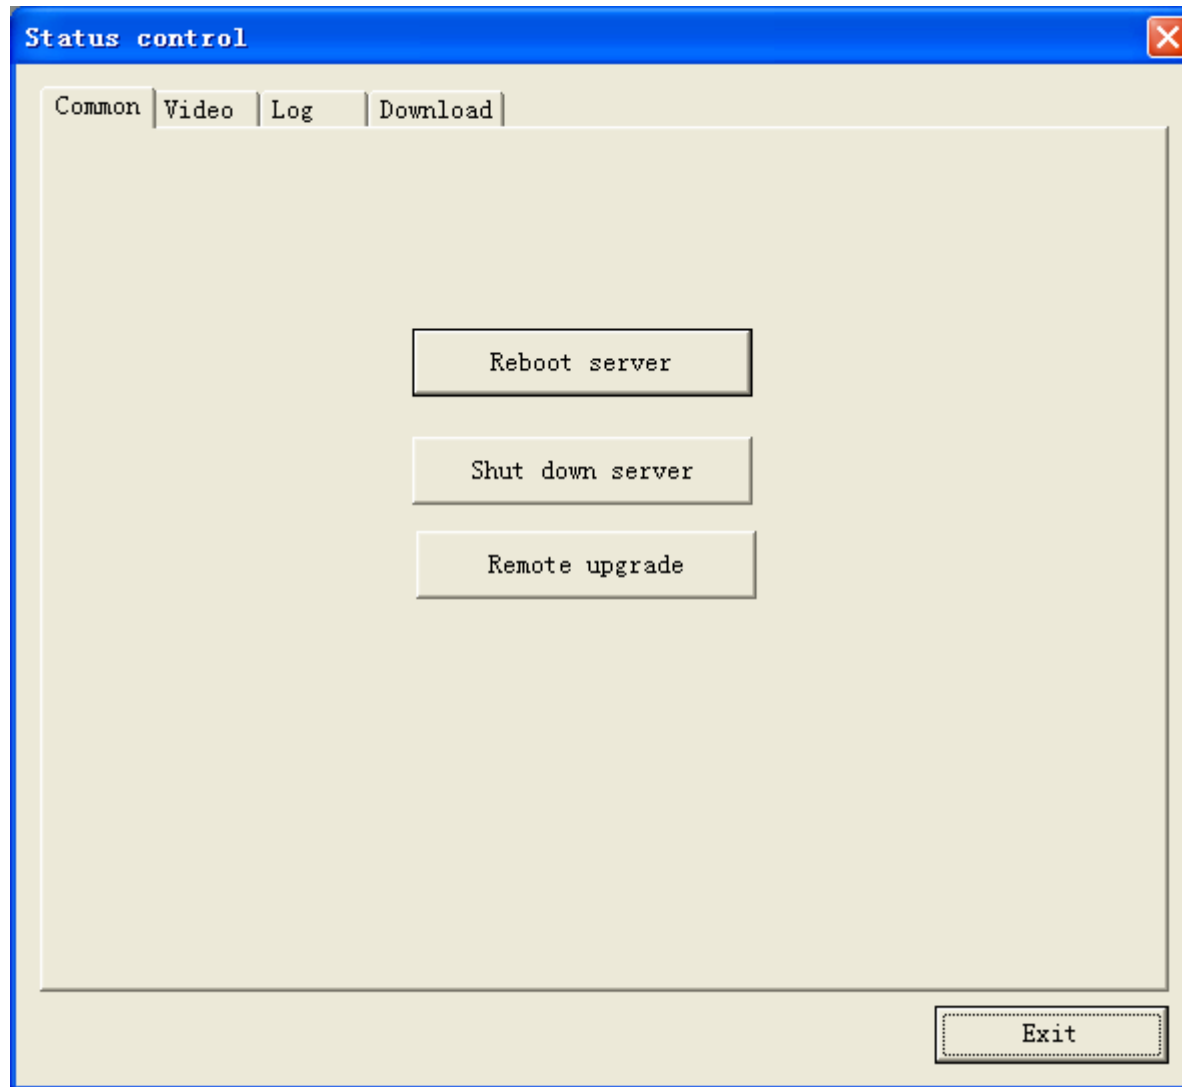 Status control
Common Video Log Download
Reboot server
Shut down server
Remote upgrade
Exit